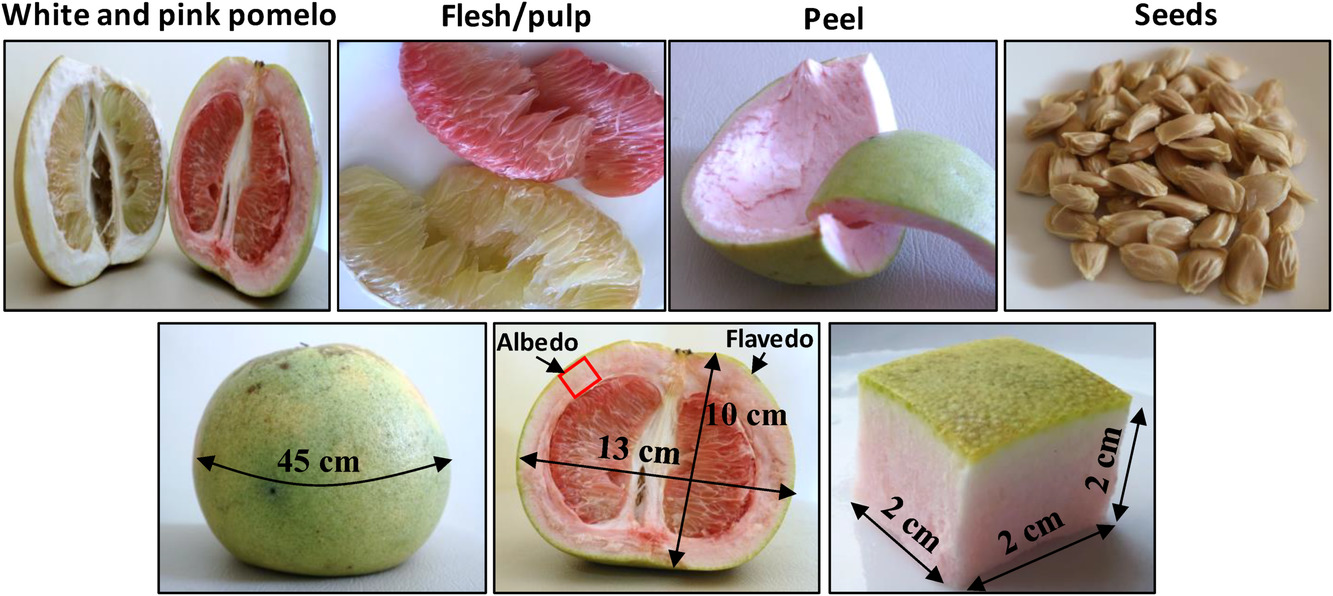 White and pink pomelo
Flesh/pulp
Peel
Seeds
45 cm
Albedo
Flavedo
10 cm
13 cm
2 cm
2 cm
2 cm